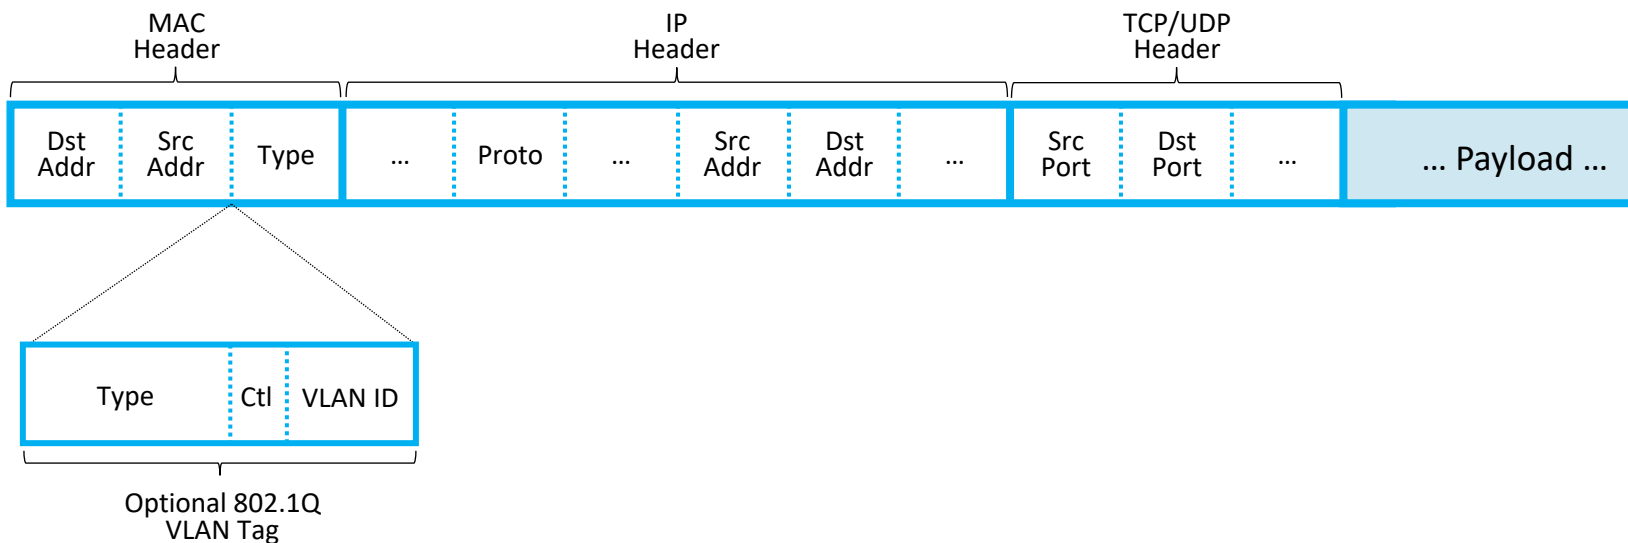 MAC
Header
IP
Header
TCP/UDP
Header
Dst
Addr
Src
Addr
Type
...
Proto
...
Src
Addr
Dst
Addr
...
Src
Port
Dst
Port
...
... Payload ...
Type
Ctl
VLAN ID
Optional 802.1Q
VLAN Tag